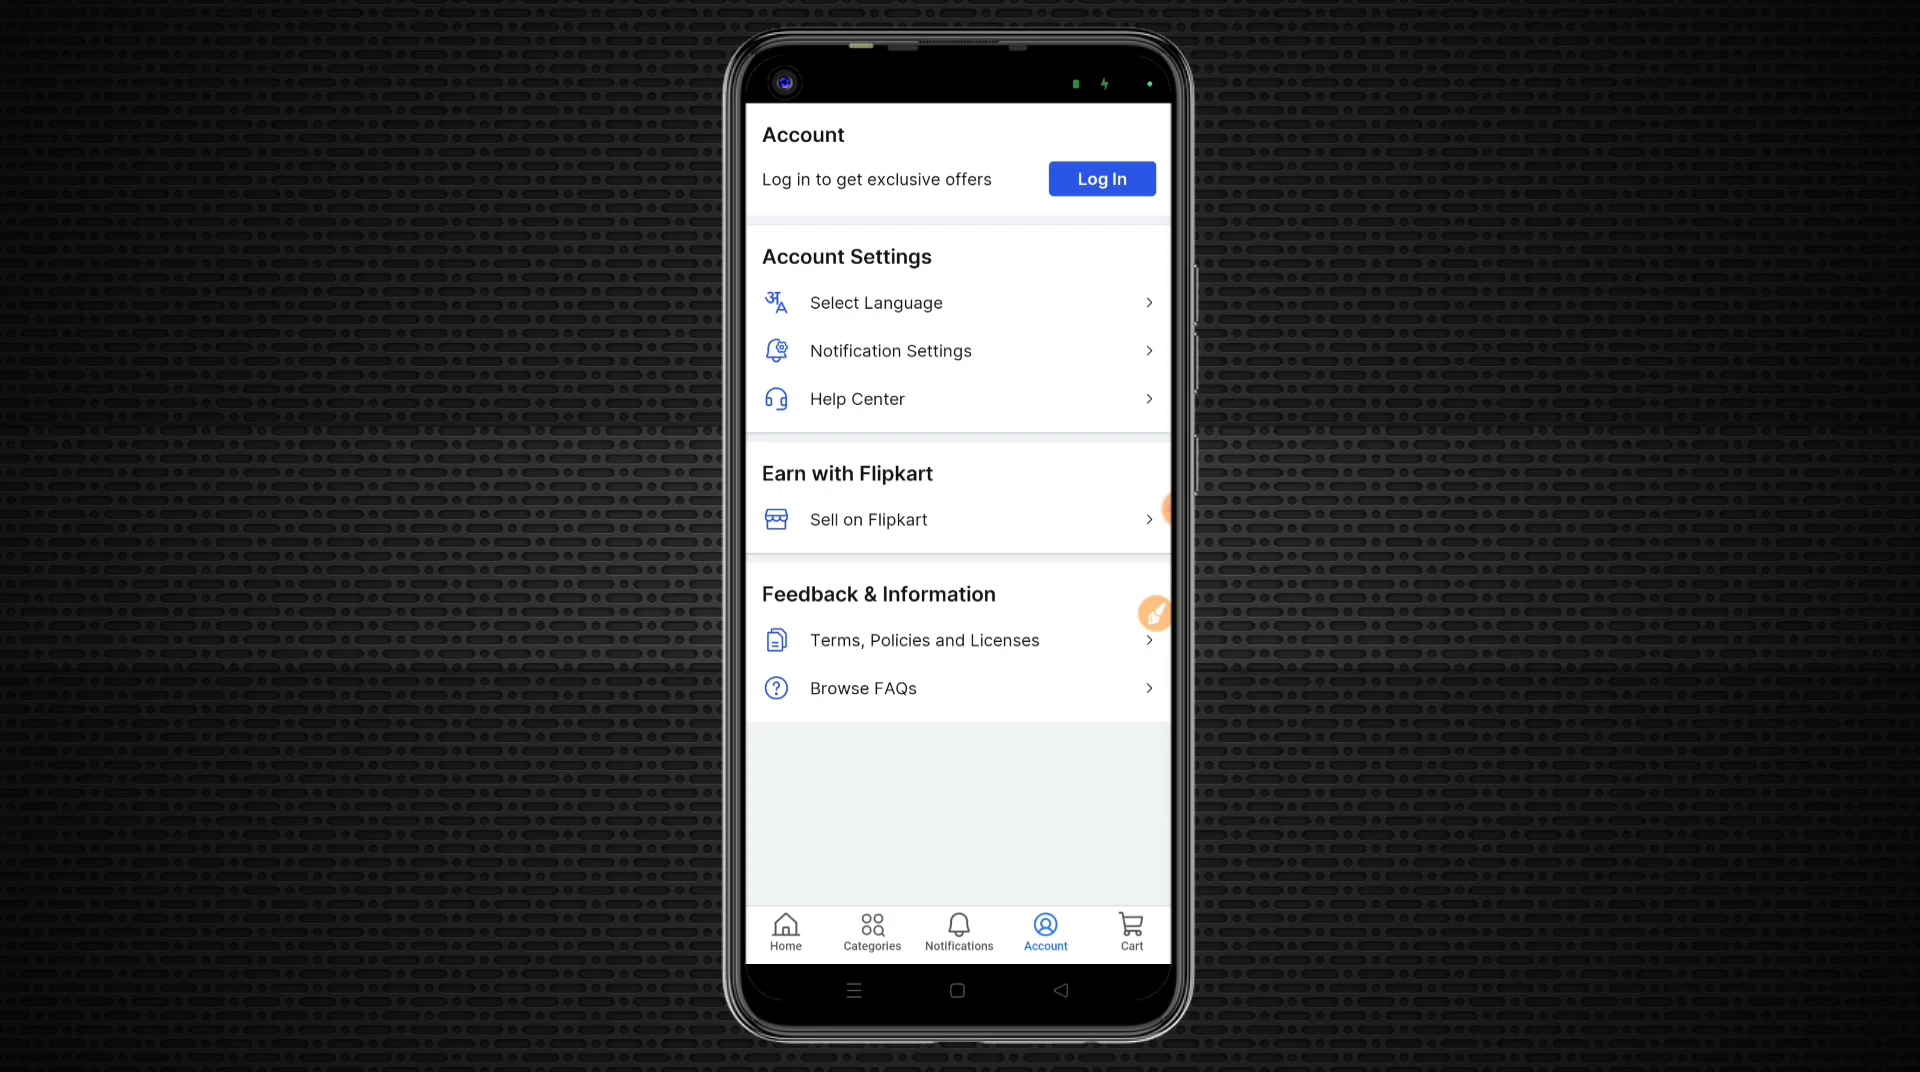 Account
Log in to get exclusive offers
Log In
Account Settings
Select Language
Notification Settings
Help Center
Earn with Flipkart
Sell on Flipkart
Feedback & Information
Terms, Policies and Licenses
Browse FAQs
Home
Categories
Notifications
Account
Cart